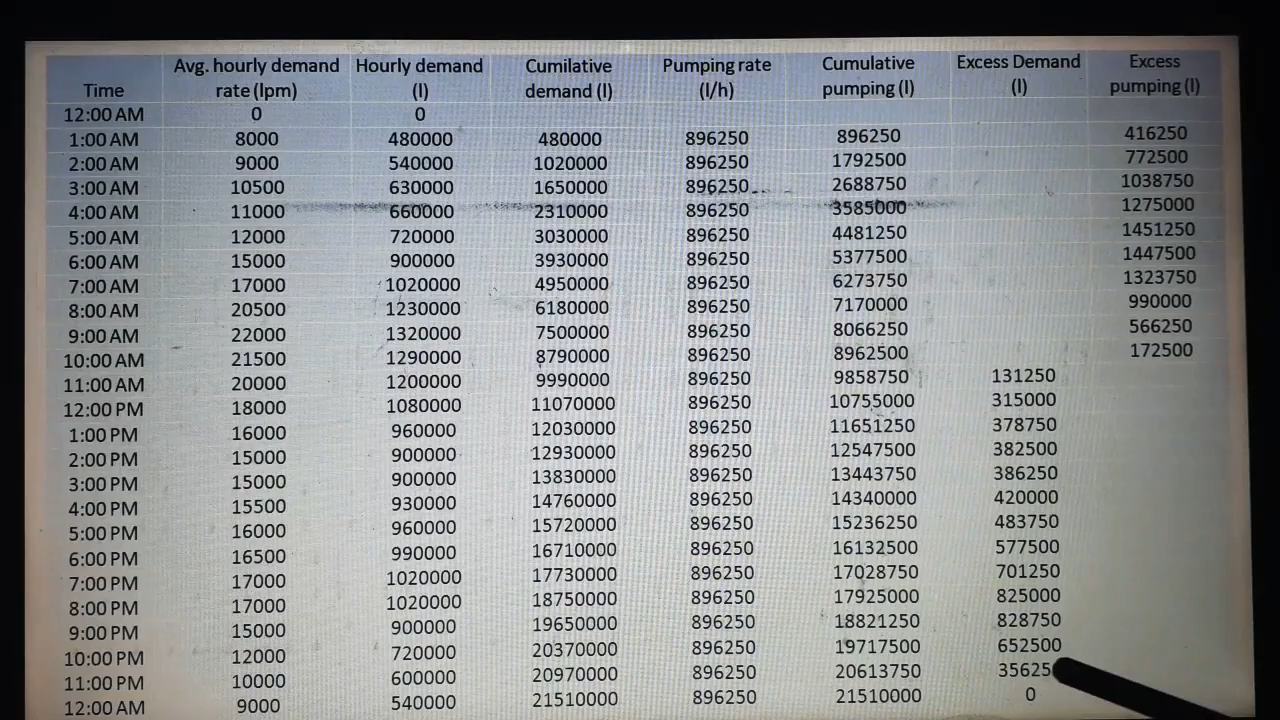 Time Avg. hourly demand rate (lpm) Hourly demand (l) Cumilative demand (l) Pumping rate (l/h) Cumulative pumping (l) Excess Demand (l) Excess pumping (l)
12:00 AM 0 0
1:00 AM 8000 480000 480000 896250 896250 416250
2:00 AM 9000 540000 1020000 896250 1792500 772500
3:00 AM 10500 630000 1650000 896250 2688750 1038750
4:00 AM 11000 660000 2310000 896250 3585000 1275000
5:00 AM 12000 720000 3030000 896250 4481250 1451250
6:00 AM 15000 900000 3930000 896250 5377500 1447500
7:00 AM 17000 1020000 4950000 896250 6273750 1323750
8:00 AM 20500 1230000 6180000 896250 7170000 990000
9:00 AM 22000 1320000 7500000 896250 8066250 566250
10:00 AM 21500 1290000 8790000 896250 8962500 172500
11:00 AM 20000 1200000 9990000 896250 9858750 131250
12:00 PM 18000 1080000 11070000 896250 10755000 315000
1:00 PM 16000 960000 12030000 896250 11651250 378750
2:00 PM 15000 900000 12930000 896250 12547500 382500
3:00 PM 15000 900000 13830000 896250 13443750 386250
4:00 PM 15500 930000 14760000 896250 14340000 420000
5:00 PM 16000 960000 15720000 896250 15236250 483750
6:00 PM 16500 990000 16710000 896250 16132500 577500
7:00 PM 17000 1020000 17730000 896250 17028750 701250
8:00 PM 17000 1020000 18750000 896250 17925000 825000
9:00 PM 15000 900000 19650000 896250 18821250 828750
10:00 PM 12000 720000 20370000 896250 19717500 652500
11:00 PM 10000 600000 20970000 896250 20613750
12:00 AM 9000 540000 21510000 896250 21510000 0